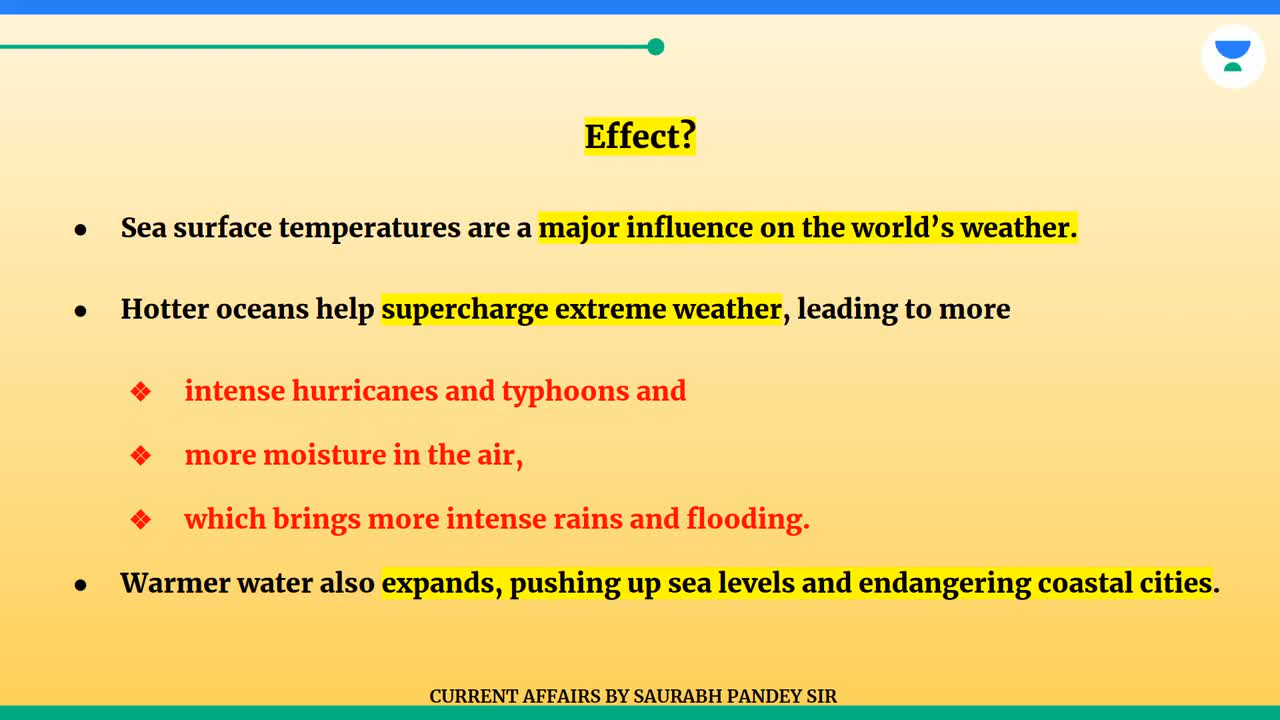 Effect?
● Sea surface temperatures are a major influence on the world’s weather.
● Hotter oceans help supercharge extreme weather, leading to more
❖ intense hurricanes and typhoons and
❖ more moisture in the air,
❖ which brings more intense rains and flooding.
● Warmer water also expands, pushing up sea levels and endangering coastal cities.
CURRENT AFFAIRS BY SAURABH PANDEY SIR